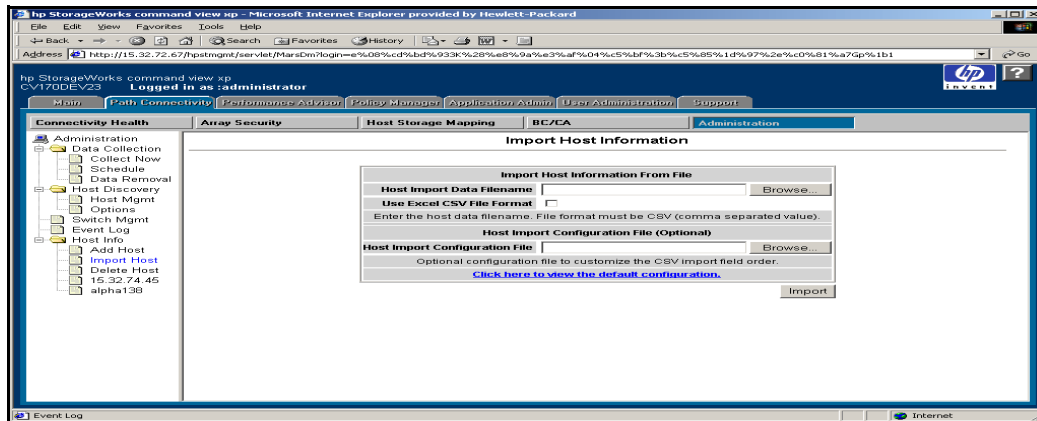 hp StorageWorks command view xp - Microsoft Internet Explorer provided by Hewlett-Packard
File Edit View Favorites Tools Help
Back Search Favorites History
Address http://15.32.72.67/hpstmgmt/servlet/MarsDm?login=e%08%cd%bd%933K%28%e8%9a%e3%af%04%c5%bf%3b%c5%85%1d%97%2e%c0%81%a7Gp%1b1 Go
hp StorageWorks command view xp
CV170DEV23 Logged in as :administrator
hp invent ?
Main Path Connectivity Performance Advisor Policy Manager Application Admin User Administration Support
Connectivity Health Array Security Host Storage Mapping BC/CA Administration
Administration
Data Collection
Collect Now
Schedule
Data Removal
Host Discovery
Host Mgmt
Options
Switch Mgmt
Event Log
Host Info
Add Host
Import Host
Delete Host
15.32.74.45
alpha138
Import Host Information
Import Host Information From File
Host Import Data Filename Browse...
Use Excel CSV File Format
Enter the host data filename. File format must be CSV (comma separated value).
Host Import Configuration File (Optional)
Host Import Configuration File Browse...
Optional configuration file to customize the CSV import field order.
Click here to view the default configuration.
Import
Event Log Internet